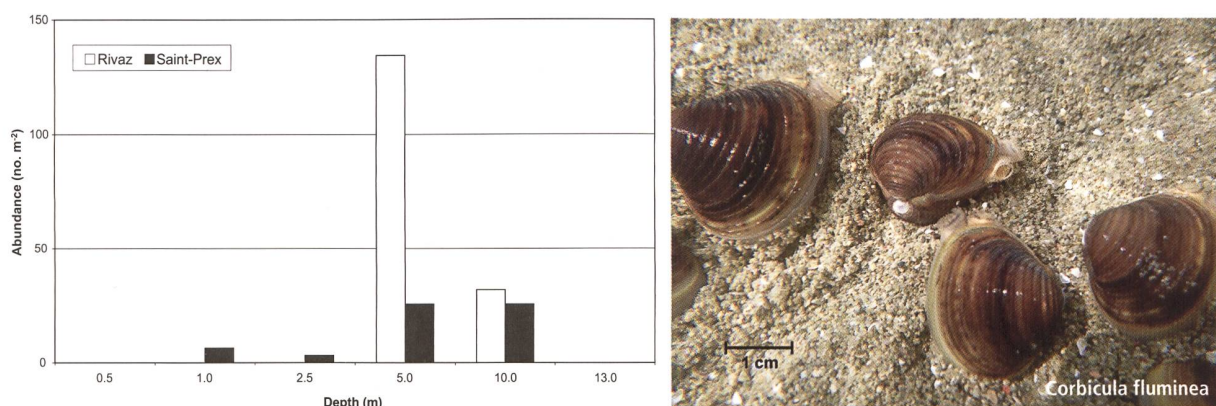 150
Rivaz Saint-Prex
100
50
0
Abundance (no. m-2)
0.5 1.0 2.5 5.0 10.0 13.0
Depth (m)
1 cm
Corbicula fluminea